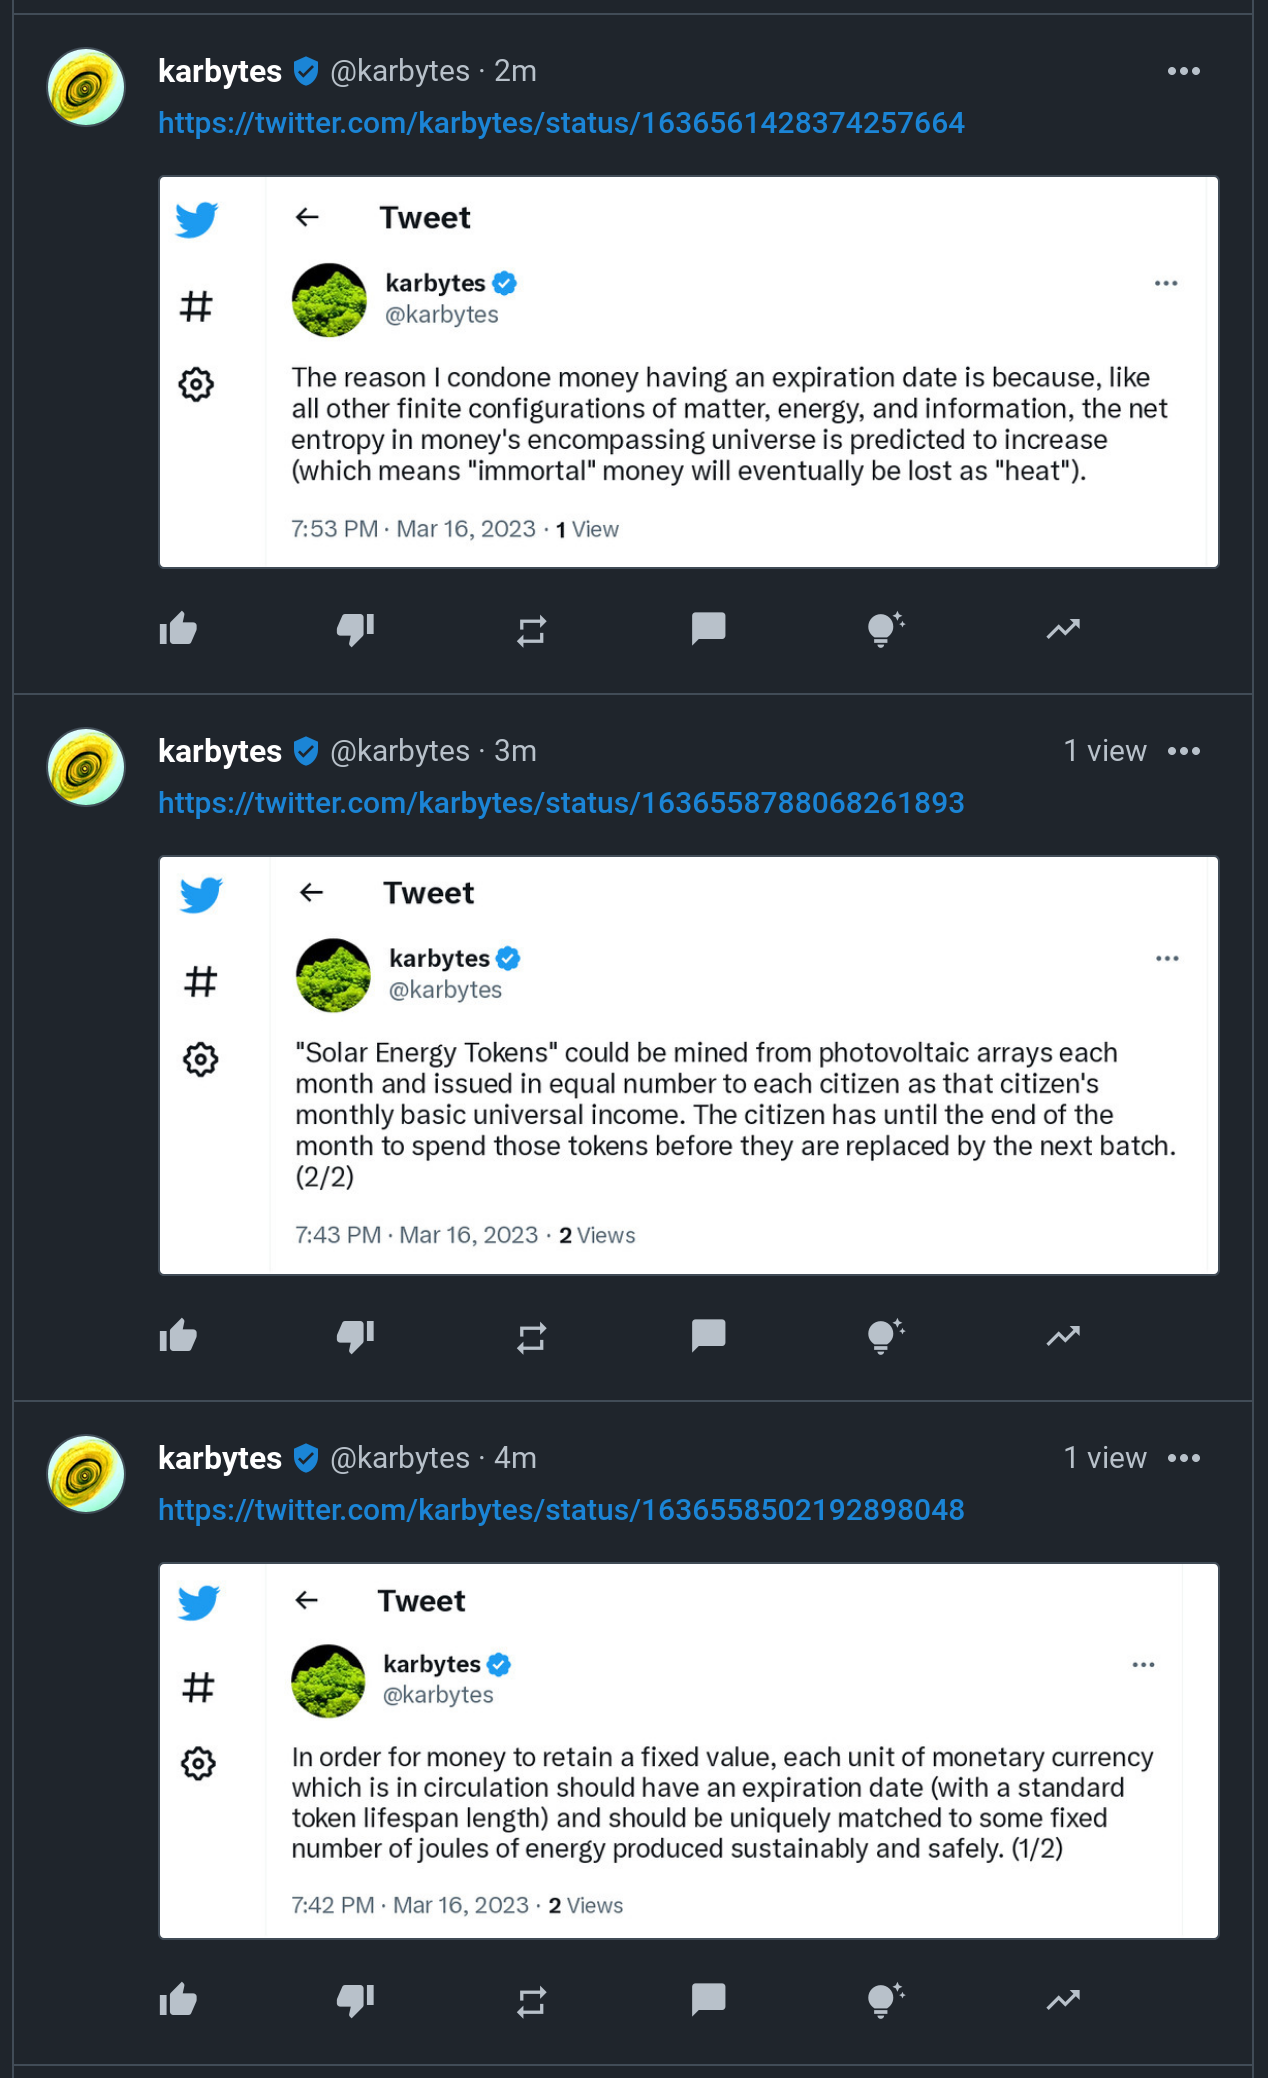 karbytes @karbytes · 2m
https://twitter.com/karbytes/status/1636561428374257664
Tweet
karbytes
@karbytes
The reason I condone money having an expiration date is because, like
all other finite configurations of matter, energy, and information, the net
entropy in money's encompassing universe is predicted to increase
(which means "immortal" money will eventually be lost as "heat").
7:53 PM · Mar 16, 2023 · 1 View
karbytes @karbytes · 3m 1 view
https://twitter.com/karbytes/status/1636558788068261893
Tweet
karbytes
@karbytes
"Solar Energy Tokens" could be mined from photovoltaic arrays each
month and issued in equal number to each citizen as that citizen's
monthly basic universal income. The citizen has until the end of the
month to spend those tokens before they are replaced by the next batch.
(2/2)
7:43 PM · Mar 16, 2023 · 2 Views
karbytes @karbytes · 4m 1 view
https://twitter.com/karbytes/status/1636558502192898048
Tweet
karbytes
@karbytes
In order for money to retain a fixed value, each unit of monetary currency
which is in circulation should have an expiration date (with a standard
token lifespan length) and should be uniquely matched to some fixed
number of joules of energy produced sustainably and safely. (1/2)
7:42 PM · Mar 16, 2023 · 2 Views